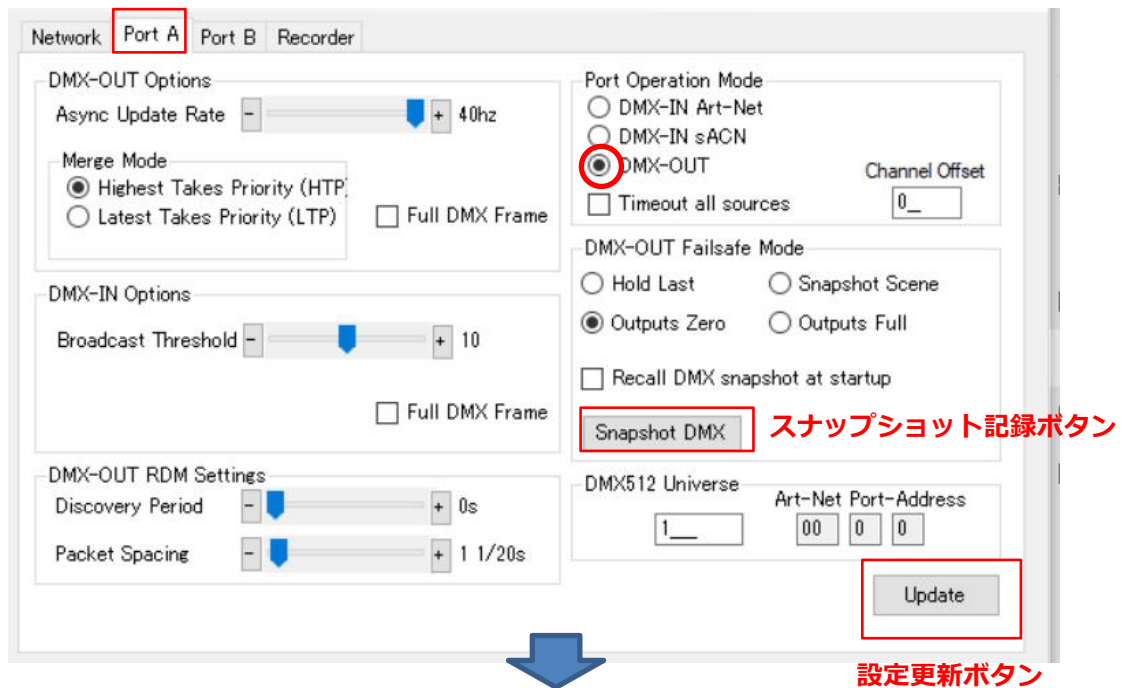 Network Port A Port B Recorder
DMX-OUT Options
Async Update Rate - + 40hz
Merge Mode
Highest Takes Priority (HTP)
Latest Takes Priority (LTP)
Full DMX Frame
DMX-IN Options
Broadcast Threshold - + 10
Full DMX Frame
DMX-OUT RDM Settings
Discovery Period - + 0s
Packet Spacing - + 1 1/20s
Port Operation Mode
DMX-IN Art-Net
DMX-IN sACN
DMX-OUT
Channel Offset
Timeout all sources
0_
DMX-OUT Failsafe Mode
Hold Last Snapshot Scene
Outputs Zero Outputs Full
Recall DMX snapshot at startup
Snapshot DMX スナップショット記録ボタン
DMX512 Universe
Art-Net Port-Address
1__ 00 0 0
Update
設定更新ボタン